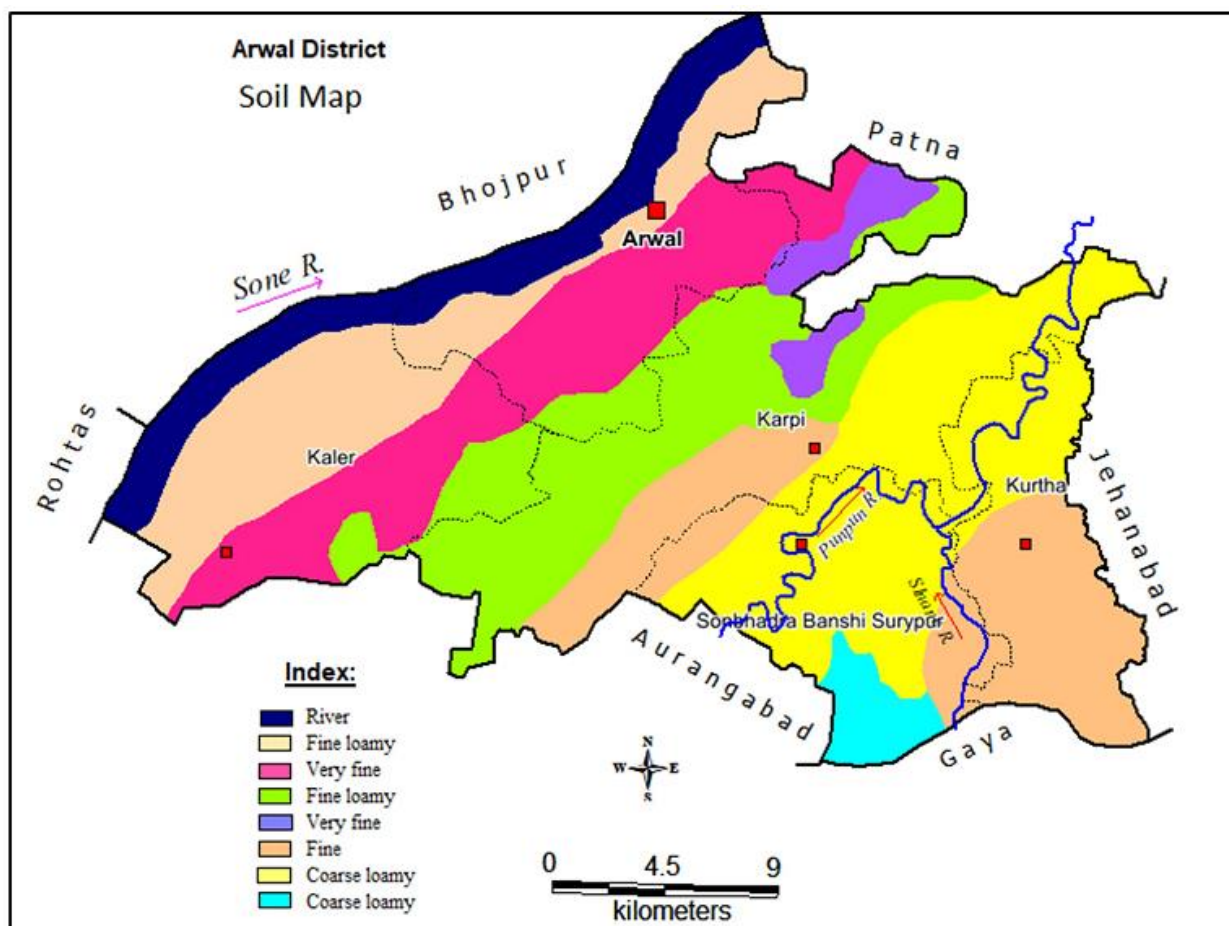 Arwal District
Soil Map
Patna
Bhojpur
Sone R.
Arwal
Rohtas
Karpi
Kaler
Kurtha
Jehanabad
Punpun R.
Sonbhadra Banshi Surypur
Aurangabad
Gaya
Index:
River
Fine loamy
Very fine
Fine loamy
Very fine
Fine
Coarse loamy
Coarse loamy
N
W E
S
0 4.5 9
kilometers